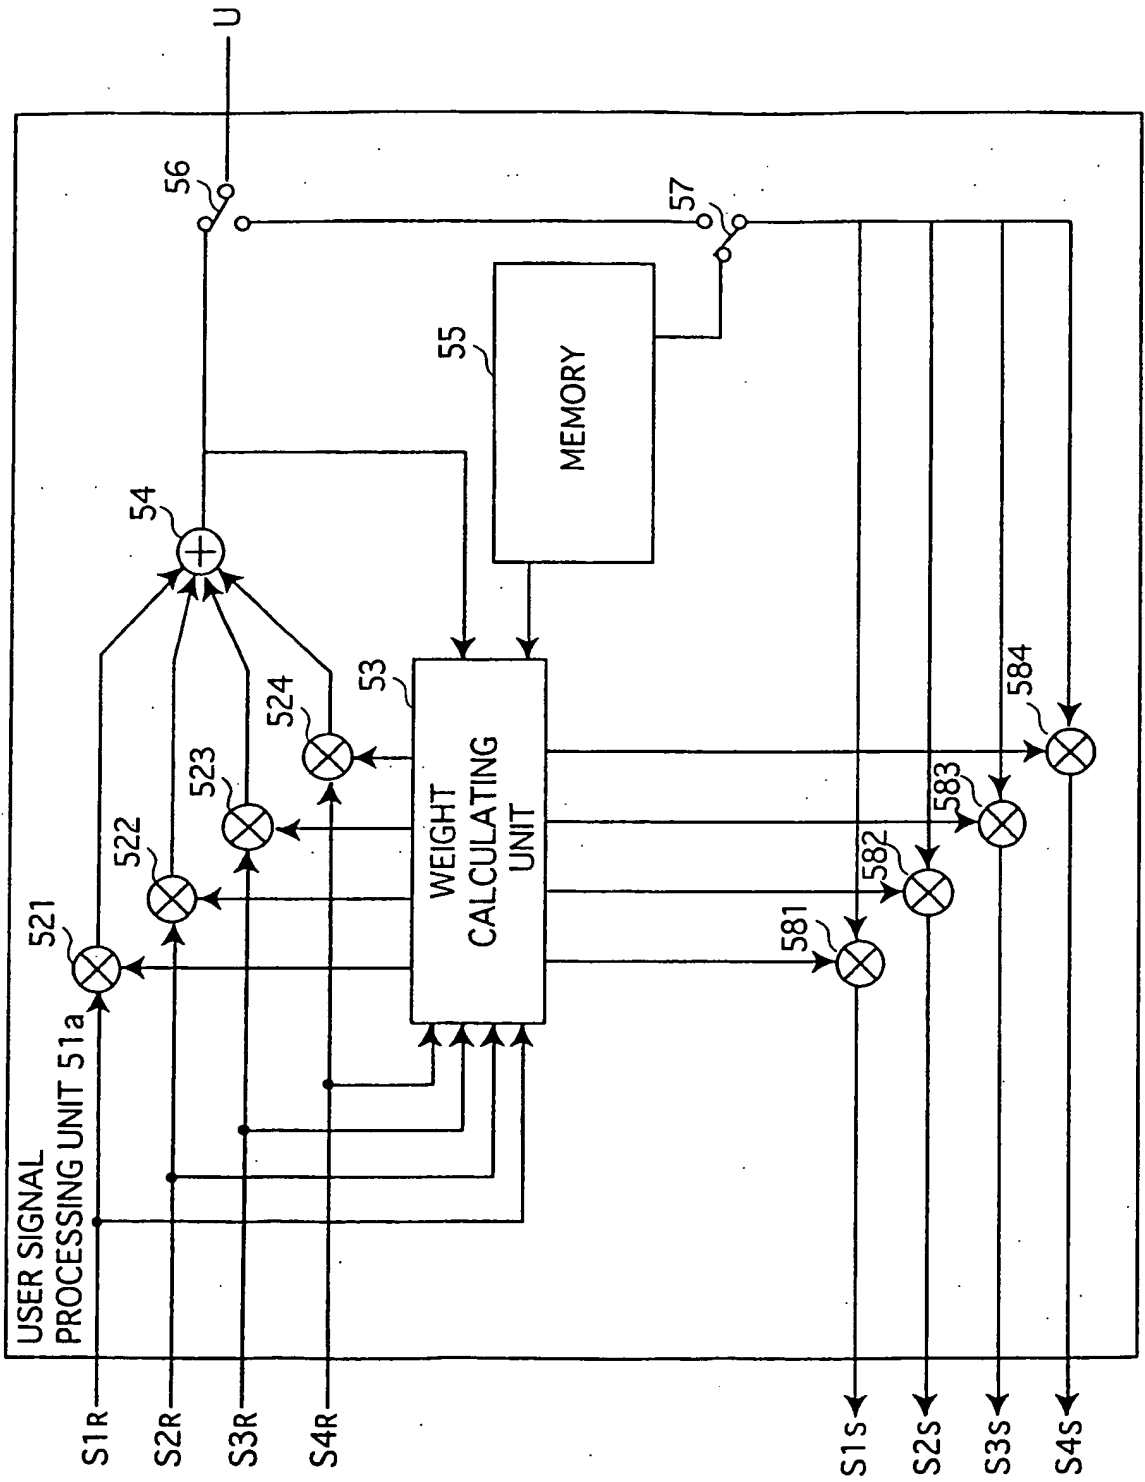 USER SIGNAL
PROCESSING UNIT 51a
S1R
S2R
S3R
S4R
521
522
523
524
54
56
U
53
WEIGHT
CALCULATING
UNIT
55
MEMORY
57
581
582
583
584
S1S
S2S
S3S
S4S